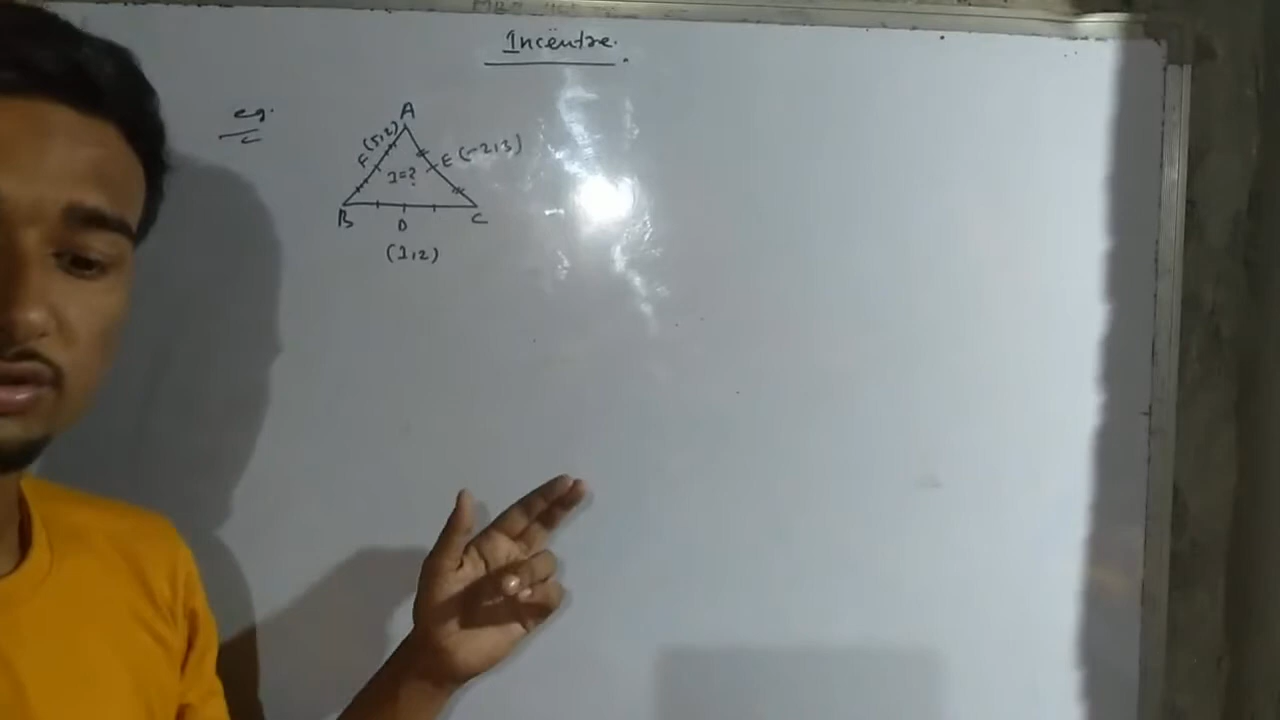 Incentre.
eg.
A
F (5,2)
E (-2,3)
I=?
B
D
C
(1,2)